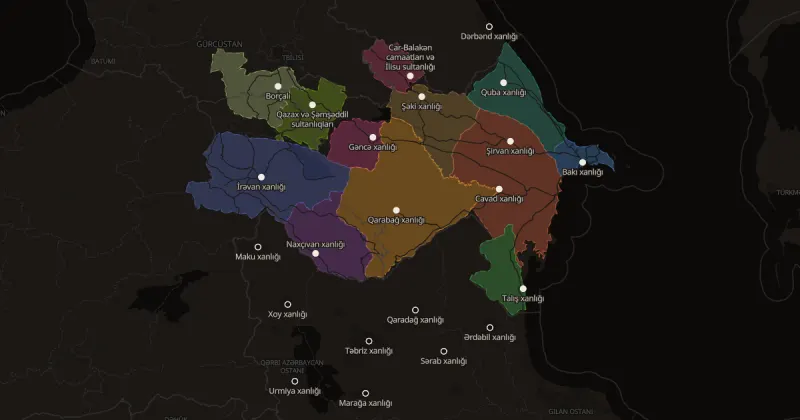 Dərbənd xanlığı
GÜRCÜSTAN
Car-Balakən
camaatları və
İlisu sultanlığı
TBİLİSİ
BATUMI
Quba xanlığı
Borçalı
Şəki xanlığı
Qazax və Şəmşəddil
sultanlıqları
Gəncə xanlığı
Şirvan xanlığı
Bakı xanlığı
İrəvan xanlığı
Cavad xanlığı
Qarabağ xanlığı
Naxçıvan xanlığı
Maku xanlığı
Talış xanlığı
Xoy xanlığı
Qaradağ xanlığı
Ərdəbil xanlığı
Təbriz xanlığı
Sərab xanlığı
QƏRBİ AZƏRBAYCAN
OSTANI
Urmiya xanlığı
Marağa xanlığı
GİLAN OSTANI